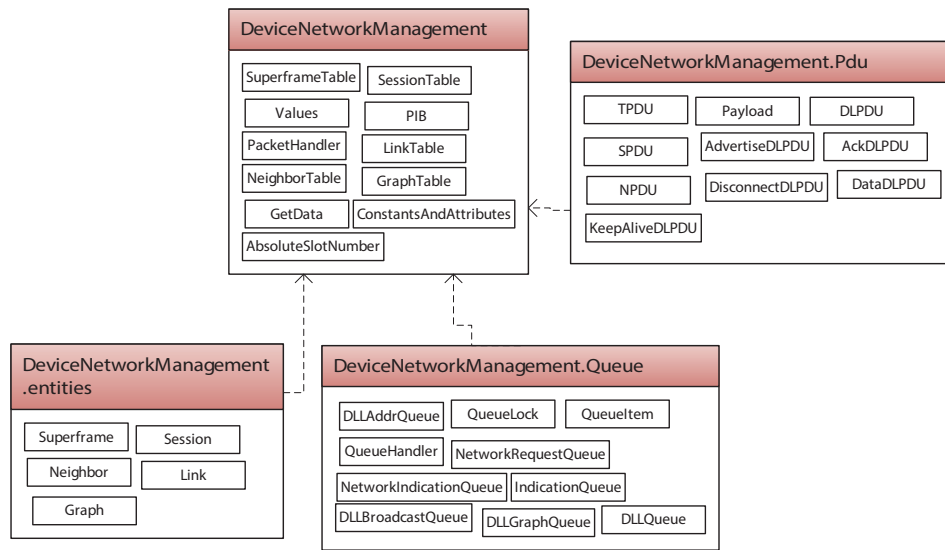 DeviceNetworkManagement
SuperframeTable
SessionTable
Values
PIB
PacketHandler
LinkTable
NeighborTable
GraphTable
GetData
ConstantsAndAttributes
AbsoluteSlotNumber
DeviceNetworkManagement.Pdu
TPDU
Payload
DLPDU
SPDU
AdvertiseDLPDU
AckDLPDU
NPDU
DisconnectDLPDU
DataDLPDU
KeepAliveDLPDU
DeviceNetworkManagement
.entities
Superframe
Session
Neighbor
Link
Graph
DeviceNetworkManagement.Queue
DLLAddrQueue
QueueLock
QueueItem
QueueHandler
NetworkRequestQueue
NetworkIndicationQueue
IndicationQueue
DLLBroadcastQueue
DLLGraphQueue
DLLQueue